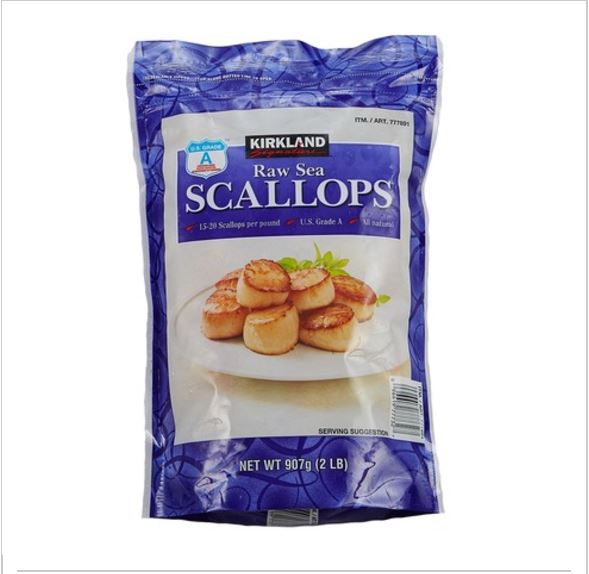 ITM. / ART. 777891
U.S. GRADE
A
KIRKLAND
Signature
Raw Sea
SCALLOPS
15-20 Scallops per pound U.S. Grade A All natural
SERVING SUGGESTION
NET WT 907g (2 LB)